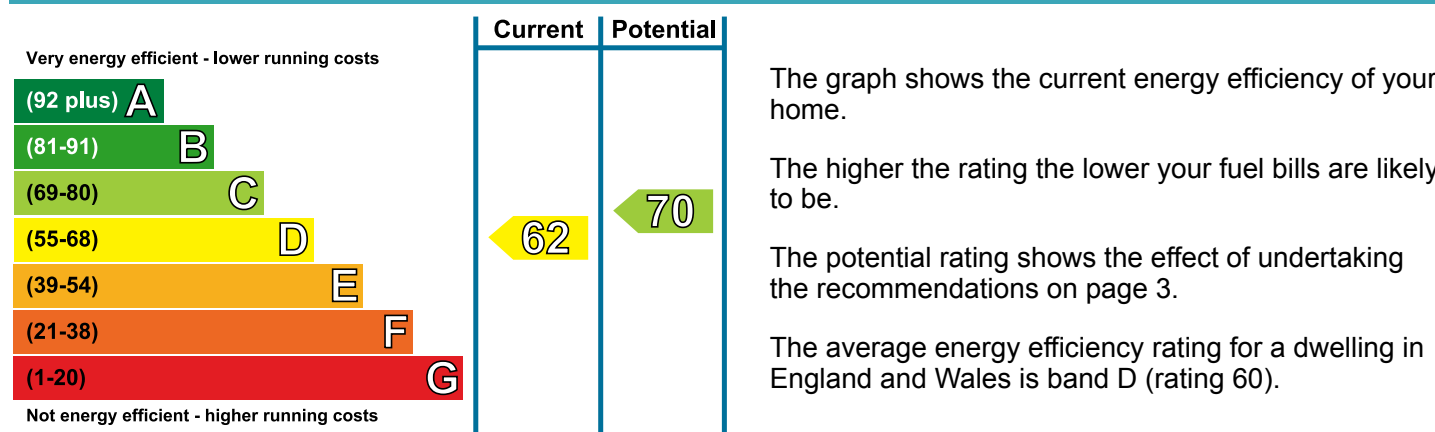 Current Potential
Very energy efficient - lower running costs
(92 plus) A
(81-91) B
(69-80) C
(55-68) D
(39-54) E
(21-38) F
(1-20) G
Not energy efficient - higher running costs
62
70
The graph shows the current energy efficiency of your
home.
The higher the rating the lower your fuel bills are likely
to be.
The potential rating shows the effect of undertaking
the recommendations on page 3.
The average energy efficiency rating for a dwelling in
England and Wales is band D (rating 60).